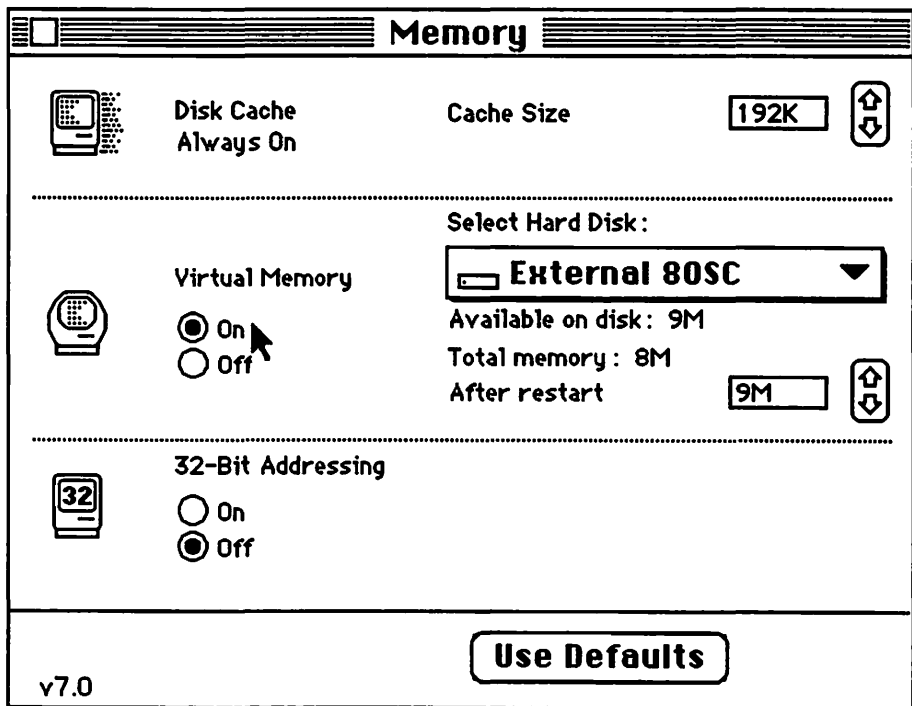 Memory
Disk Cache
Always On
Cache Size
192K
Select Hard Disk:
External 80SC
Virtual Memory
On
Off
Available on disk: 9M
Total memory: 8M
After restart
9M
32-Bit Addressing
32
On
Off
Use Defaults
v7.0